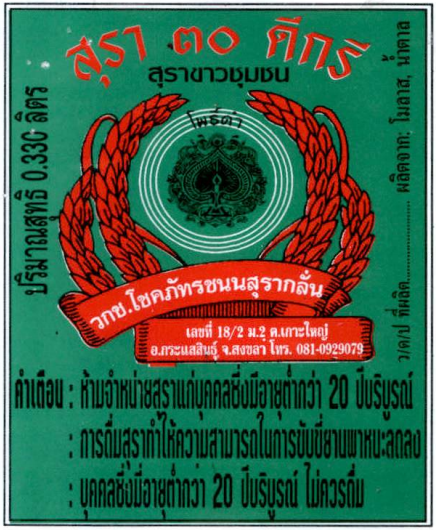 สุรา ๓๐ ดีกรี
สุราขาวชุมชน
ปริมาณสุทธิ 0.330 ลิตร
โพธิ์ดำ
ว/ด/ป ที่ผลิต.................. ผลิตจาก: โมลาส, น้ำตาล
วกช.โชคภัทรชนนสุรากลั่น
เลขที่ 18/2 ม.2 ต.เกาะใหญ่
อ.กระแสสินธุ์ จ.สงขลา โทร. 081-0929079
คำเตือน : ห้ามจำหน่ายสุราแก่บุคคลซึ่งมีอายุต่ำกว่า 20 ปีบริบูรณ์
: การดื่มสุราทำให้ความสามารถในการขับขี่ยานพาหนะลดลง
: บุคคลซึ่งมีอายุต่ำกว่า 20 ปีบริบูรณ์ ไม่ควรดื่ม